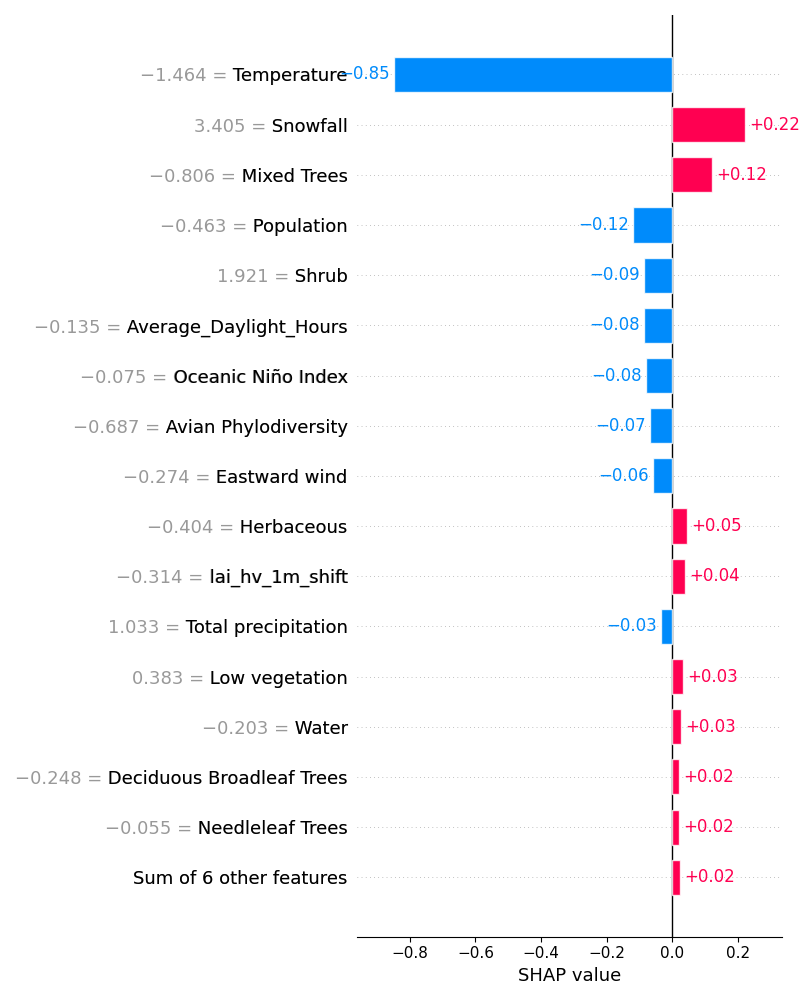 −1.464 = Temperature −0.85
3.405 = Snowfall +0.22
−0.806 = Mixed Trees +0.12
−0.463 = Population −0.12
1.921 = Shrub −0.09
−0.135 = Average_Daylight_Hours −0.08
−0.075 = Oceanic Niño Index −0.08
−0.687 = Avian Phylodiversity −0.07
−0.274 = Eastward wind −0.06
−0.404 = Herbaceous +0.05
−0.314 = lai_hv_1m_shift +0.04
1.033 = Total precipitation −0.03
0.383 = Low vegetation +0.03
−0.203 = Water +0.03
−0.248 = Deciduous Broadleaf Trees +0.02
−0.055 = Needleleaf Trees +0.02
Sum of 6 other features +0.02
−0.8 −0.6 −0.4 −0.2 0.0 0.2
SHAP value